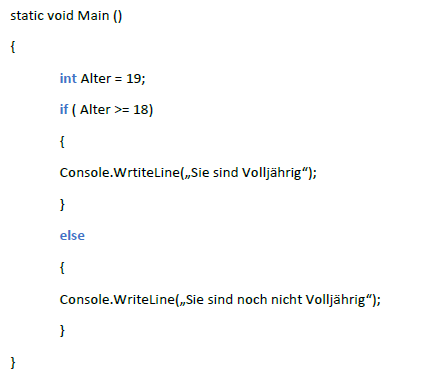 static void Main ()
{
int Alter = 19;
if ( Alter >= 18)
{
Console.WrtiteLine(„Sie sind Volljährig“);
}
else
{
Console.WriteLine(„Sie sind noch nicht Volljährig“);
}
}